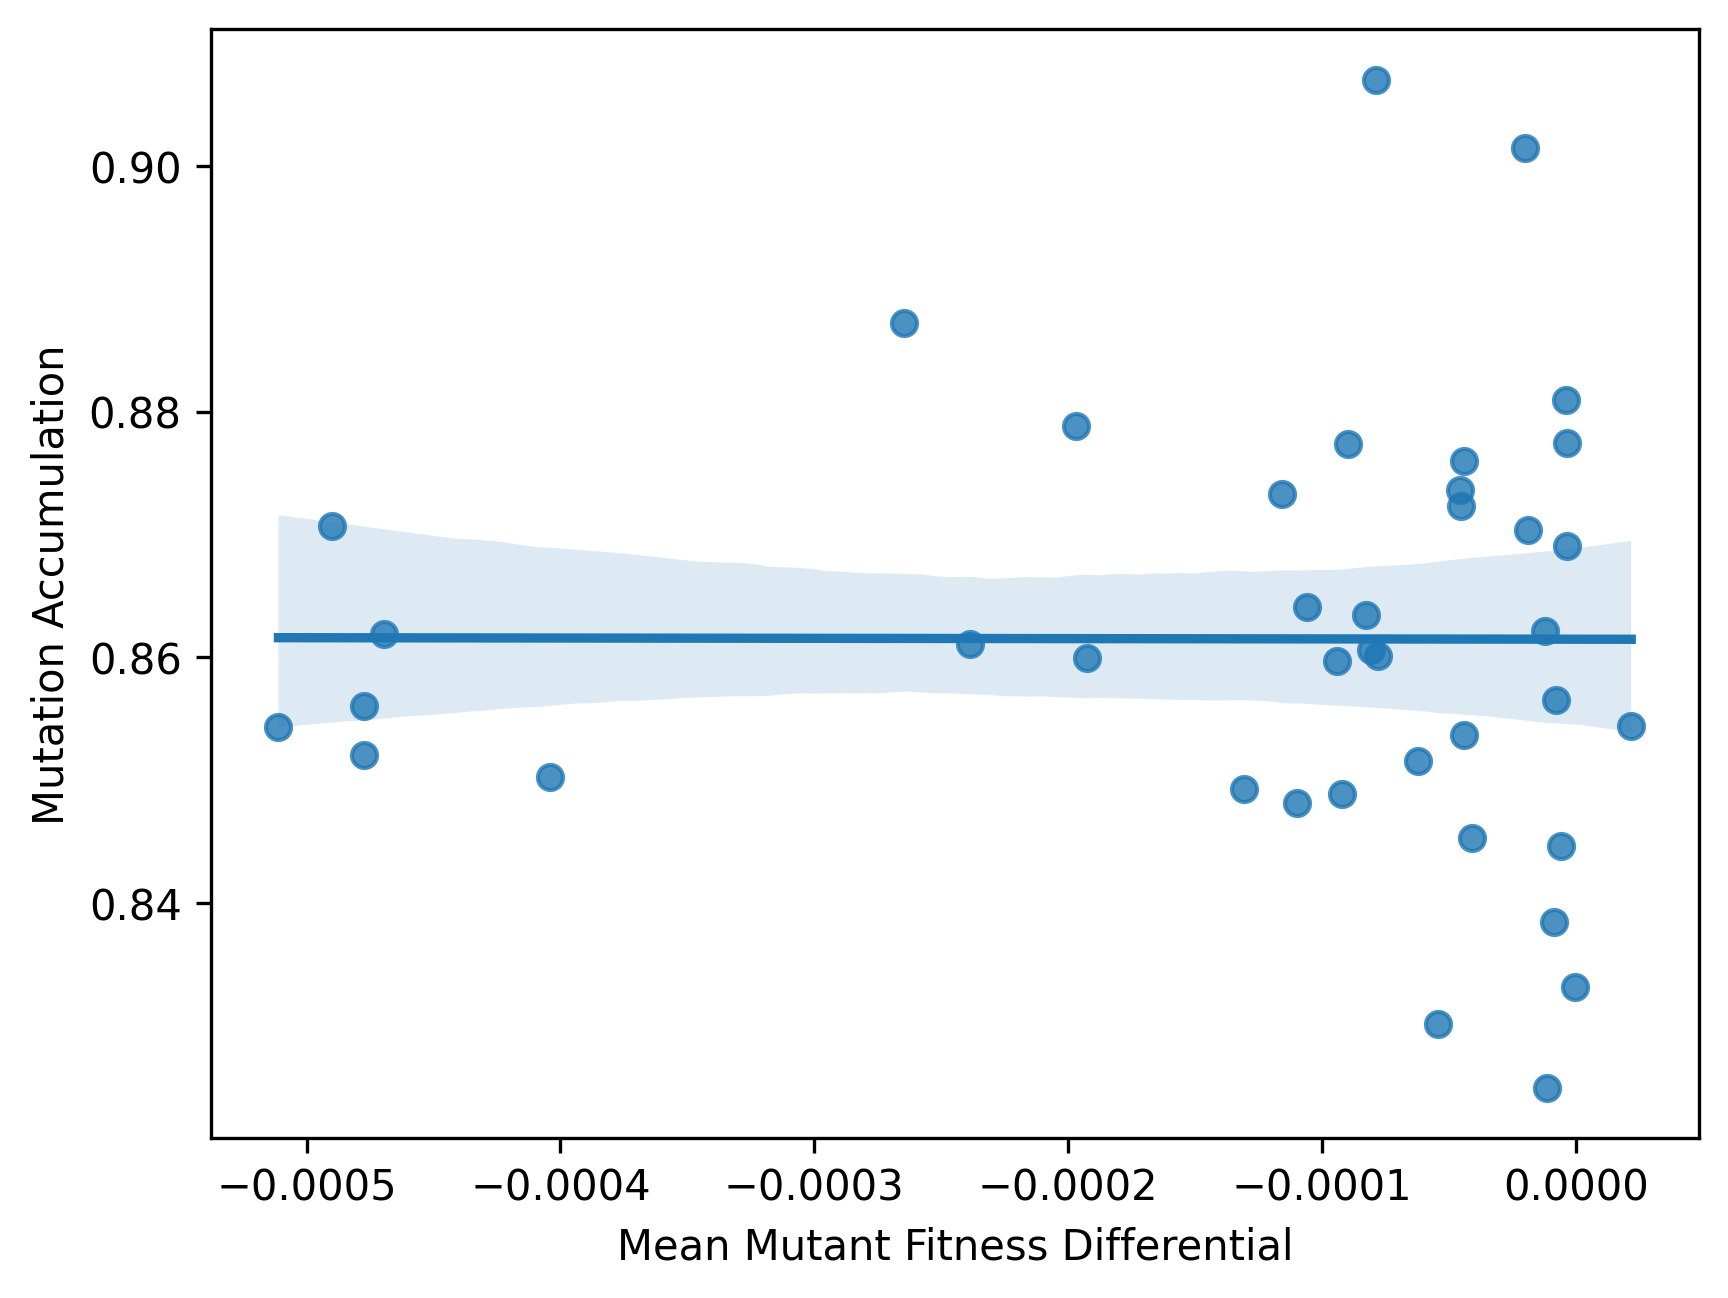 Mutation Accumulation
0.90
0.88
0.86
0.84
−0.0005 −0.0004 −0.0003 −0.0002 −0.0001 0.0000
Mean Mutant Fitness Differential